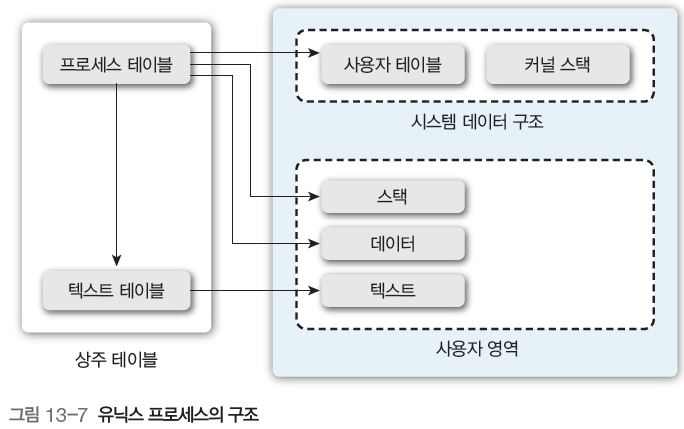 프로세스 테이블
텍스트 테이블
상주 테이블
사용자 테이블
커널 스택
시스템 데이터 구조
스택
데이터
텍스트
사용자 영역
그림 13-7 유닉스 프로세스의 구조